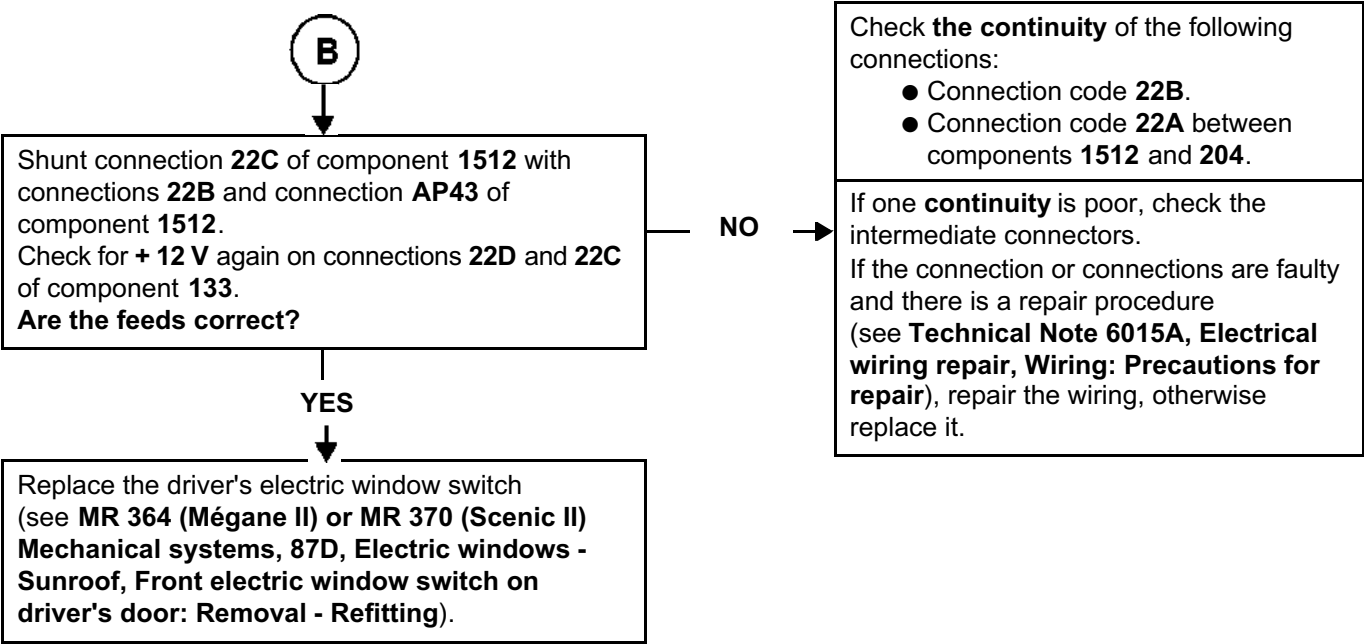 B
Shunt connection 22C of component 1512 with
connections 22B and connection AP43 of
component 1512.
Check for + 12 V again on connections 22D and 22C
of component 133.
Are the feeds correct?
NO
Check the continuity of the following
connections:
● Connection code 22B.
● Connection code 22A between
components 1512 and 204.
If one continuity is poor, check the
intermediate connectors.
If the connection or connections are faulty
and there is a repair procedure
(see Technical Note 6015A, Electrical
wiring repair, Wiring: Precautions for
repair), repair the wiring, otherwise
replace it.
YES
Replace the driver's electric window switch
(see MR 364 (Mégane II) or MR 370 (Scenic II)
Mechanical systems, 87D, Electric windows -
Sunroof, Front electric window switch on
driver's door: Removal - Refitting).